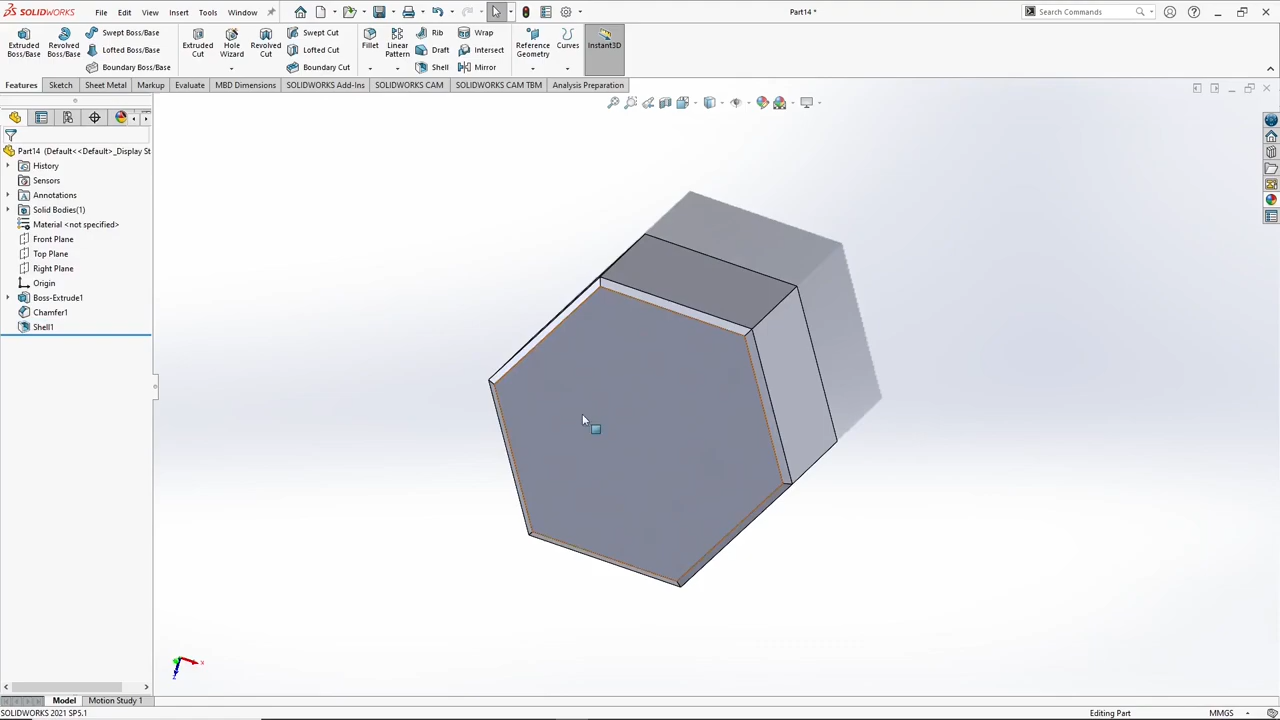 SOLIDWORKS
File Edit View Insert Tools Window
Part14 *
Search Commands
Extruded Boss/Base
Revolved Boss/Base
Swept Boss/Base
Lofted Boss/Base
Boundary Boss/Base
Extruded Cut
Hole Wizard
Revolved Cut
Swept Cut
Lofted Cut
Boundary Cut
Fillet
Linear Pattern
Rib
Draft
Shell
Wrap
Intersect
Mirror
Reference Geometry
Curves
Instant3D
Features Sketch Sheet Metal Markup Evaluate MBD Dimensions SOLIDWORKS Add-Ins SOLIDWORKS CAM SOLIDWORKS CAM TBM Analysis Preparation
Part14 (Default<<Default>_Display St
History
Sensors
Annotations
Solid Bodies(1)
Material <not specified>
Front Plane
Top Plane
Right Plane
Origin
Boss-Extrude1
Chamfer1
Shell1
Model Motion Study 1
SOLIDWORKS 2021 SP5.1
Editing Part
MMGS